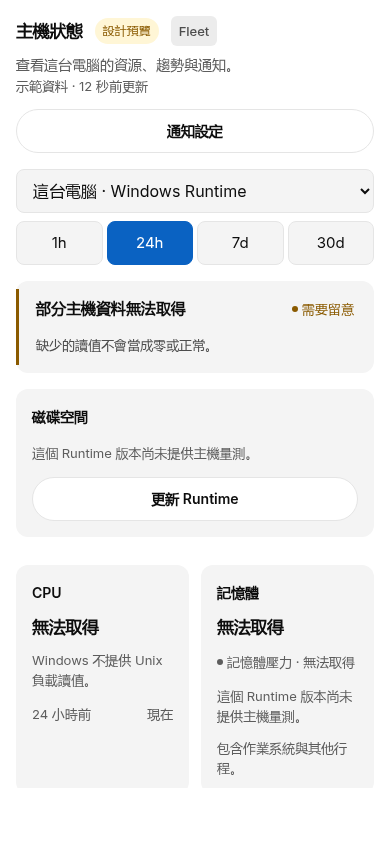 主機狀態 設計預覽 Fleet
查看這台電腦的資源、趨勢與通知。
示範資料 · 12 秒前更新
通知設定
這台電腦 · Windows Runtime
1h 24h 7d 30d
部分主機資料無法取得 需要留意
缺少的讀值不會當成零或正常。
磁碟空間
這個 Runtime 版本尚未提供主機量測。
更新 Runtime
CPU
無法取得
Windows 不提供 Unix
負載讀值。
24 小時前 現在
記憶體
無法取得
記憶體壓力 · 無法取得
這個 Runtime 版本尚未
提供主機量測。
包含作業系統與其他行
程。